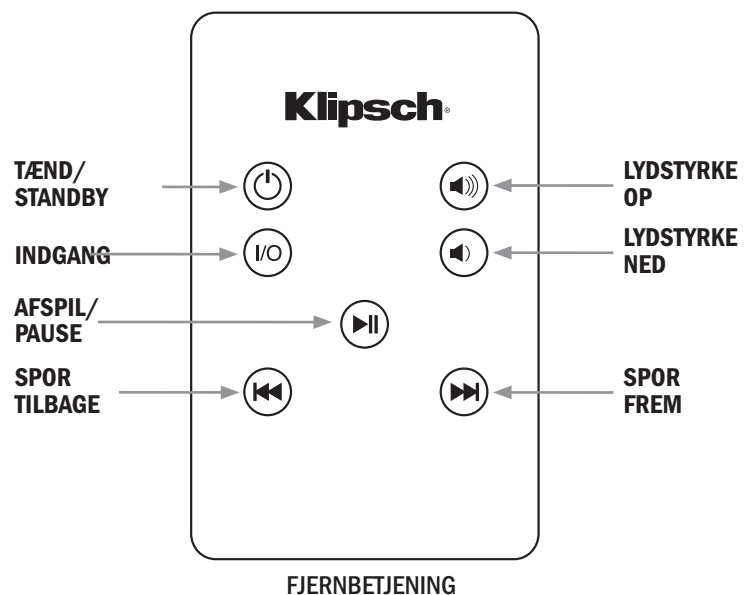 Klipsch®
TÆND/
STANDBY
LYDSTYRKE
OP
INDGANG
I/O
LYDSTYRKE
NED
AFSPIL/
PAUSE
SPOR
TILBAGE
SPOR
FREM
FJERNBETJENING